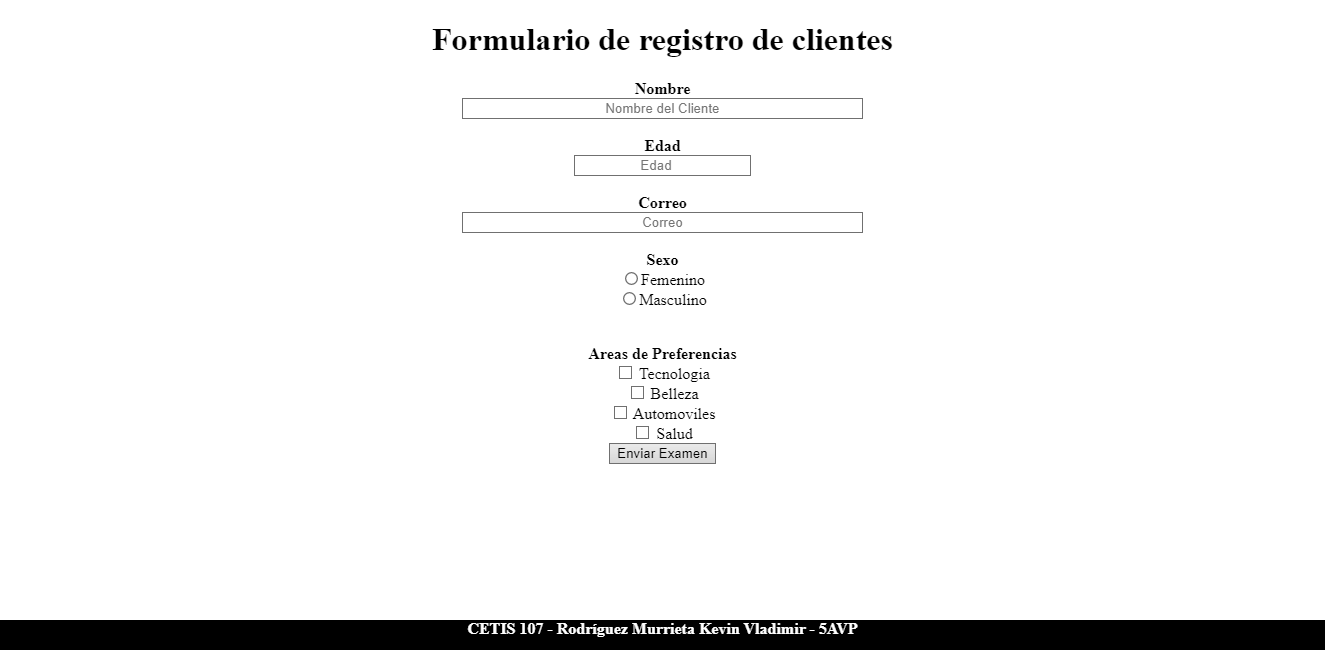 Formulario de registro de clientes
Nombre
Nombre del Cliente
Edad
Edad
Correo
Correo
Sexo
Femenino
Masculino
Areas de Preferencias
Tecnologia
Belleza
Automoviles
Salud
Enviar Examen
CETIS 107 - Rodríguez Murrieta Kevin Vladimir - 5AVP